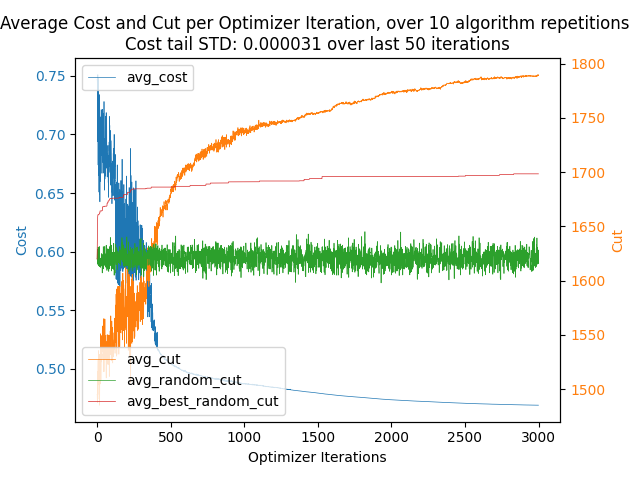 Average Cost and Cut per Optimizer Iteration, over 10 algorithm repetitions
Cost tail STD: 0.000031 over last 50 iterations
avg_cost
0.75
0.70
0.65
0.60
0.55
0.50
Cost
1800
1750
1700
1650
1600
1550
1500
Cut
avg_cut
avg_random_cut
avg_best_random_cut
0
500
1000
1500
2000
2500
3000
Optimizer Iterations